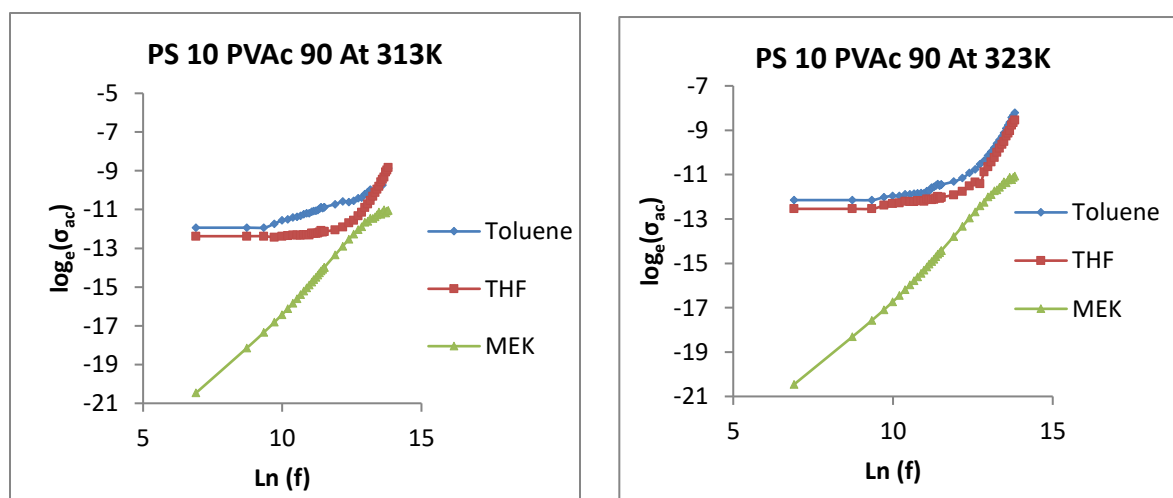 PS 10 PVAc 90 At 313K
-5
-7
-9
-11
-13
-15
-17
-19
-21
5
10
15
logₑ(σₐc)
Ln (f)
Toluene
THF
MEK
PS 10 PVAc 90 At 323K
-7
-9
-11
-13
-15
-17
-19
-21
5
10
15
logₑ(σₐc)
Ln (f)
Toluene
THF
MEK